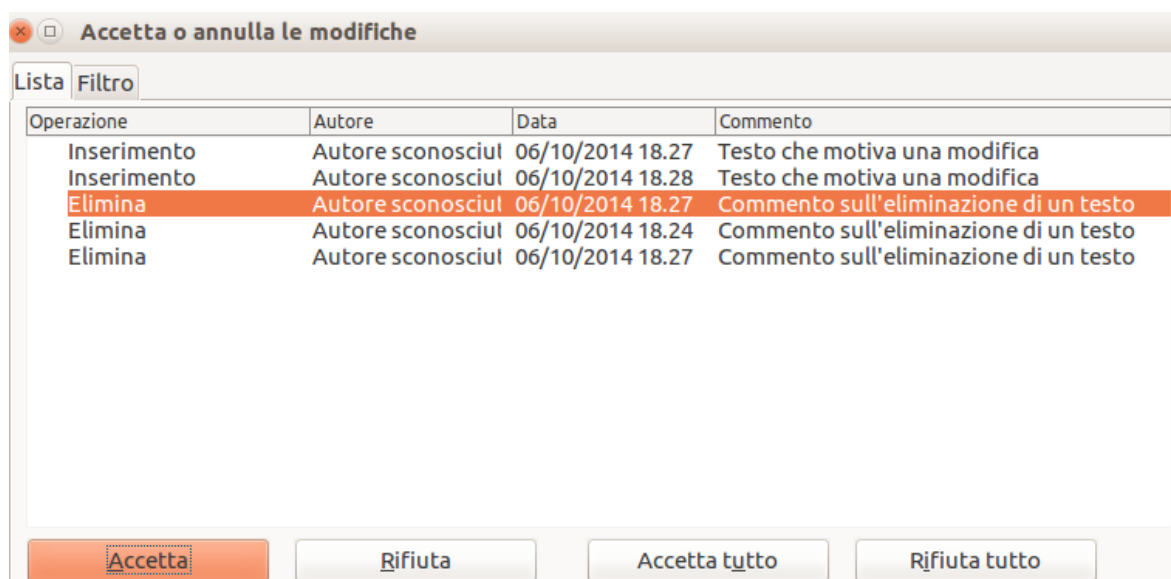 Accetta o annulla le modifiche
Lista Filtro
Operazione Autore Data Commento
Inserimento Autore sconosciut 06/10/2014 18.27 Testo che motiva una modifica
Inserimento Autore sconosciut 06/10/2014 18.28 Testo che motiva una modifica
Elimina Autore sconosciut 06/10/2014 18.27 Commento sull'eliminazione di un testo
Elimina Autore sconosciut 06/10/2014 18.24 Commento sull'eliminazione di un testo
Elimina Autore sconosciut 06/10/2014 18.27 Commento sull'eliminazione di un testo
Accetta Rifiuta Accetta tutto Rifiuta tutto